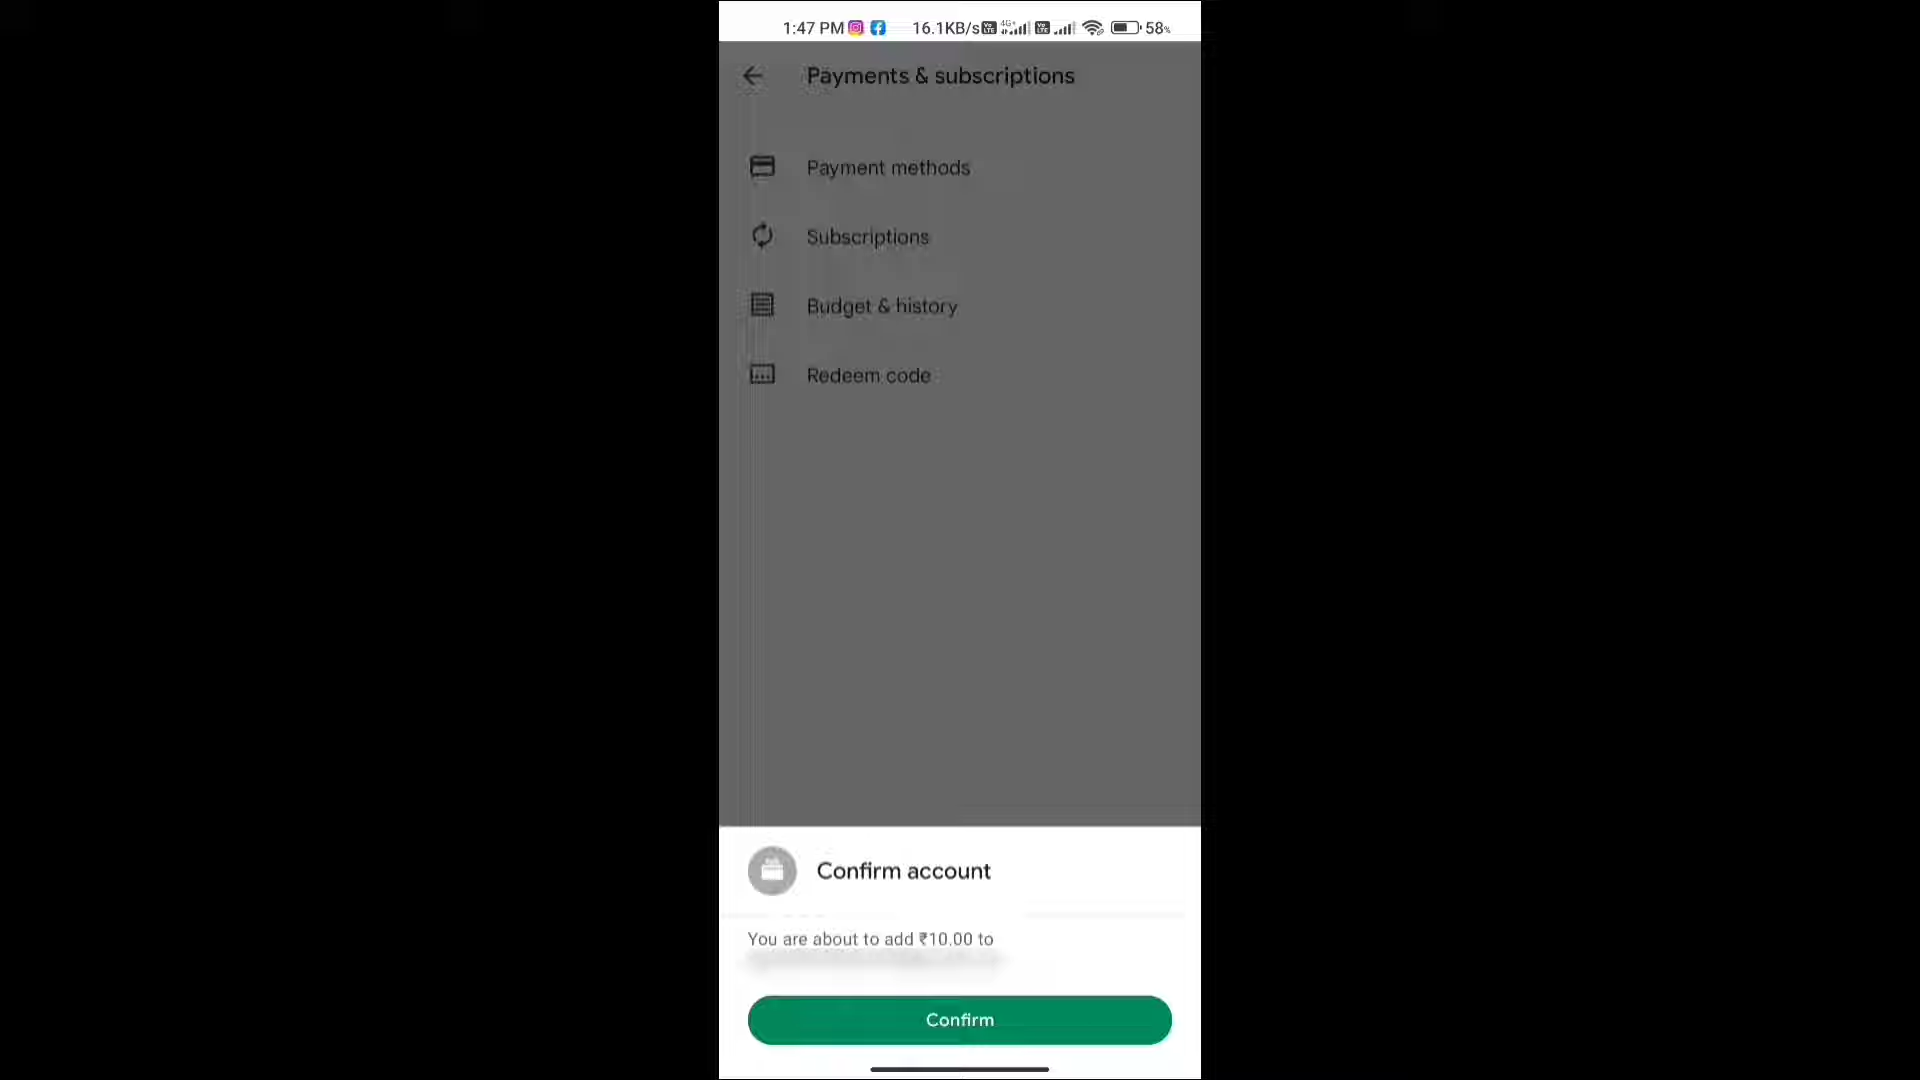 1:47 PM 16.1KB/s 4G+ 58%
Payments & subscriptions
Payment methods
Subscriptions
Budget & history
Redeem code
Confirm account
You are about to add ₹10.00 to
Confirm